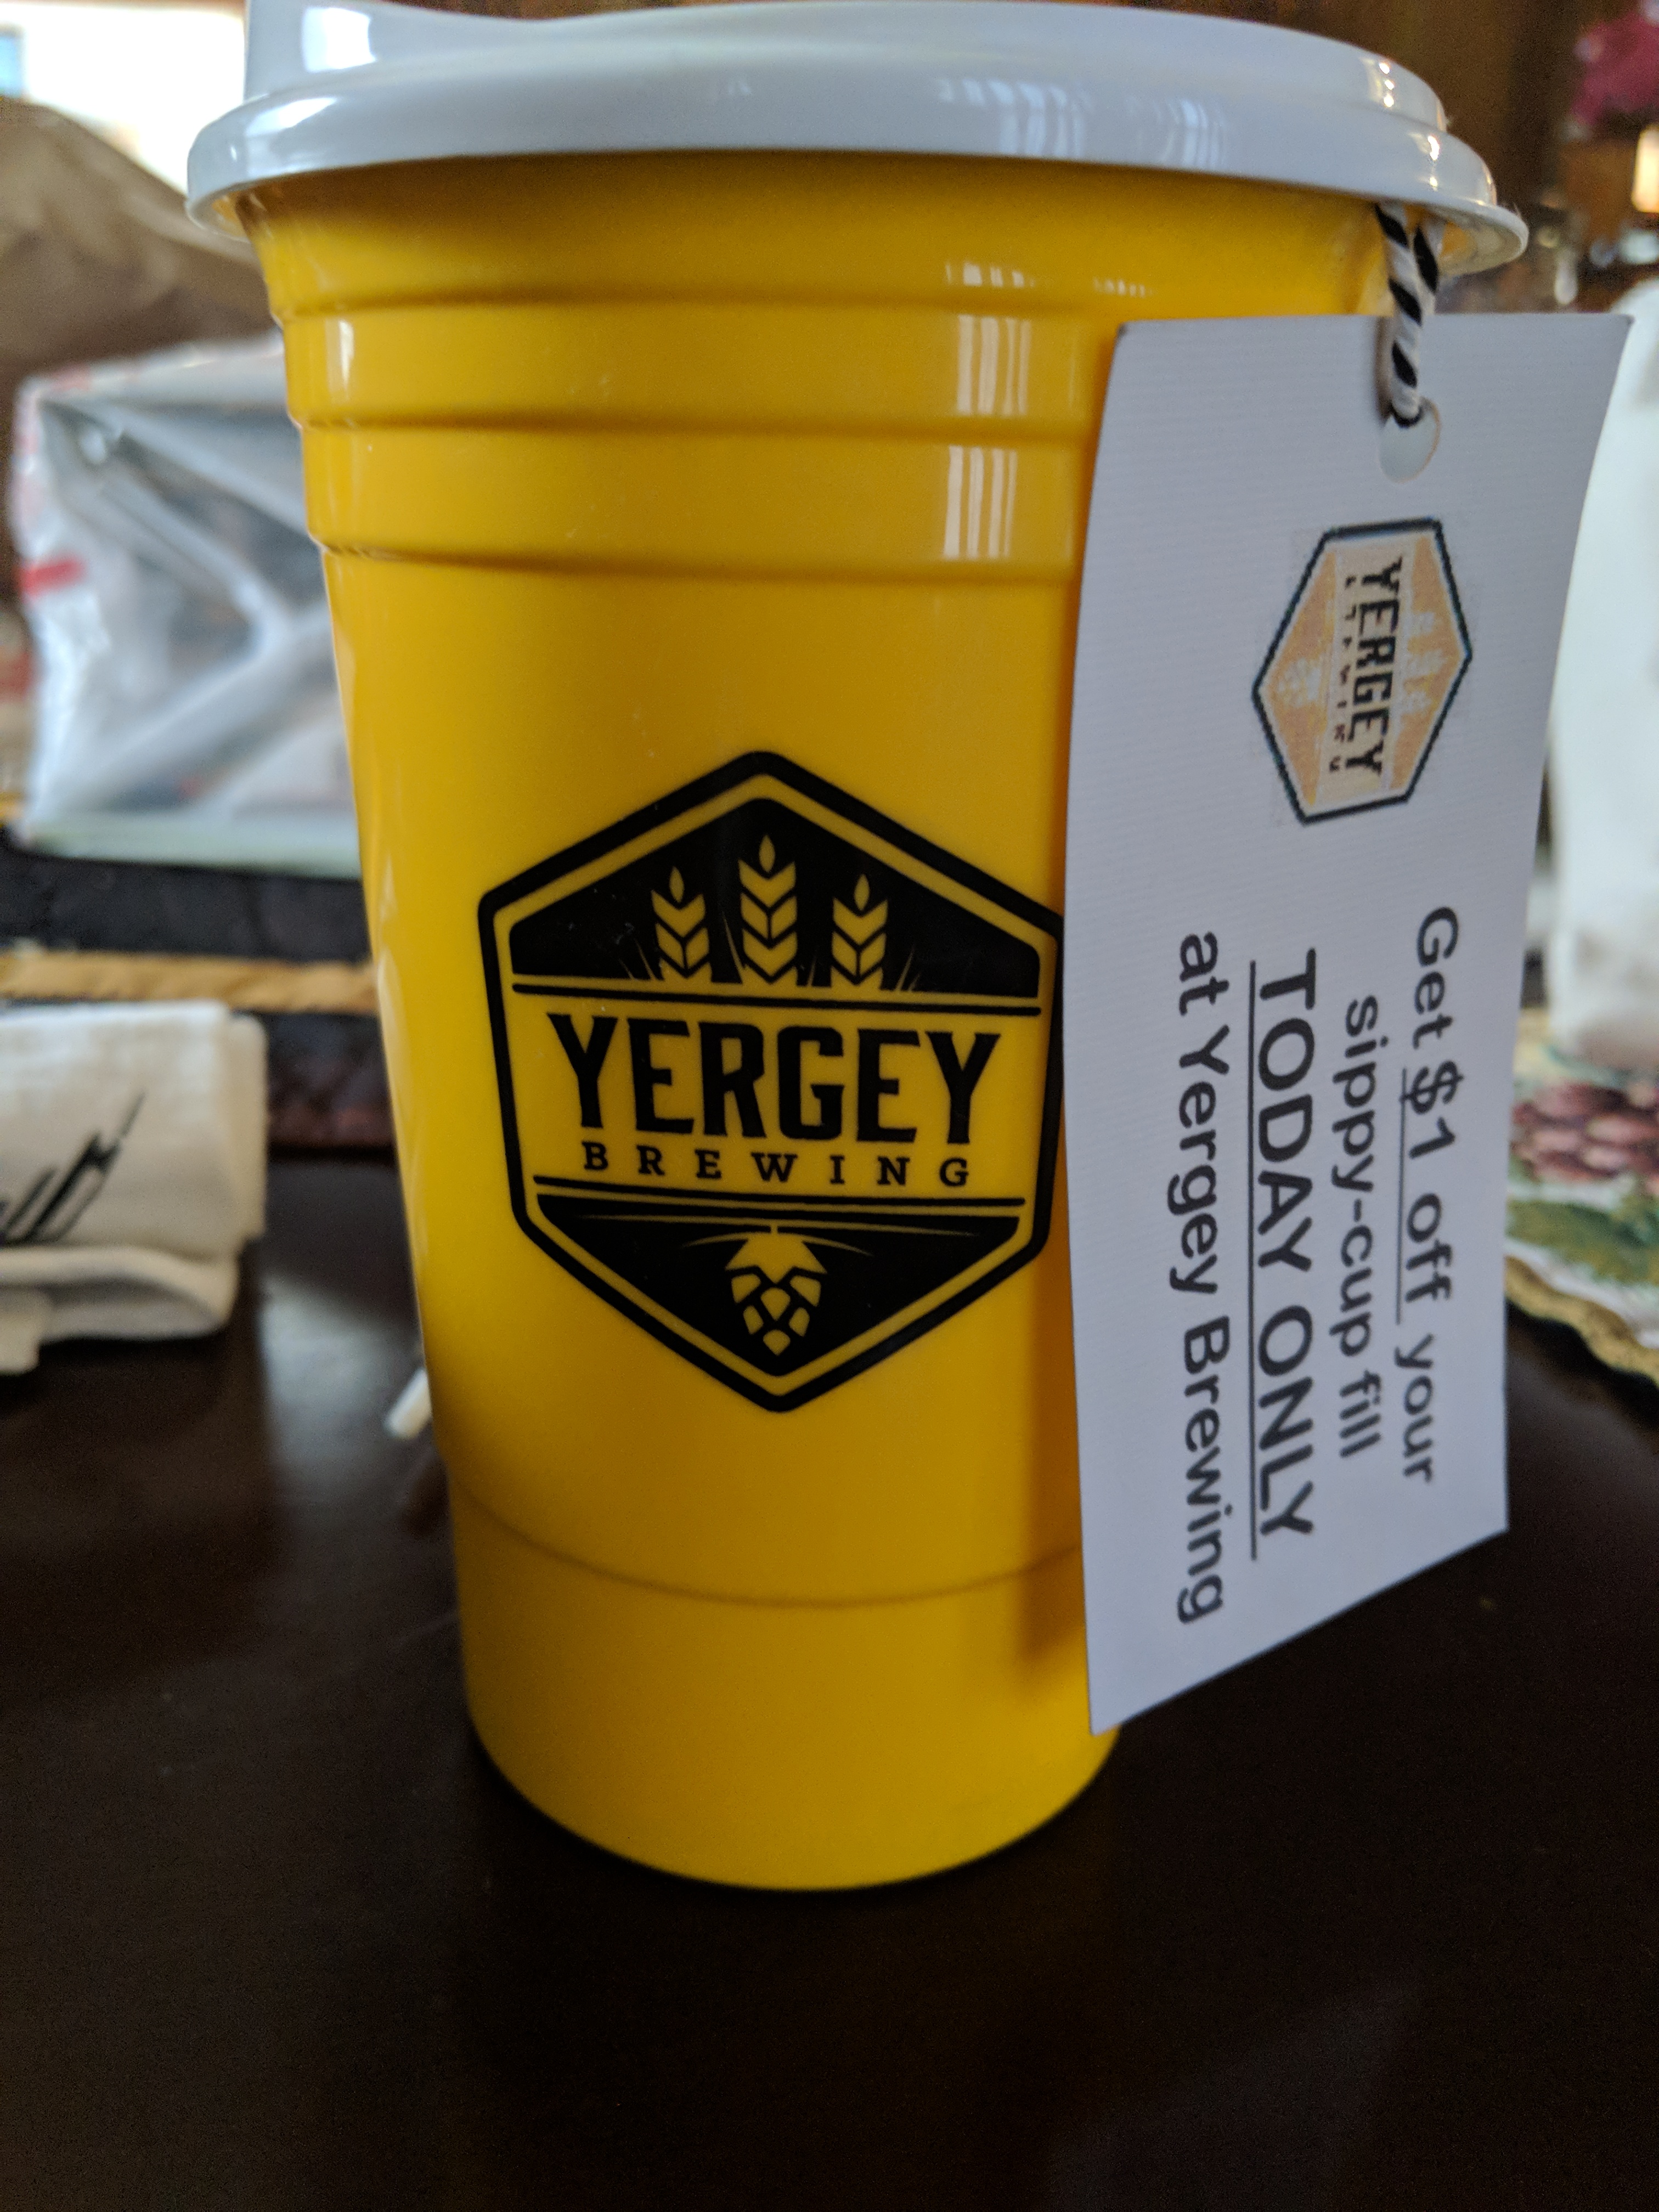 YERGEY
BREWING
YERGEY
Get $1 off your
sippy-cup fill
TODAY ONLY
at Yergey Brewing